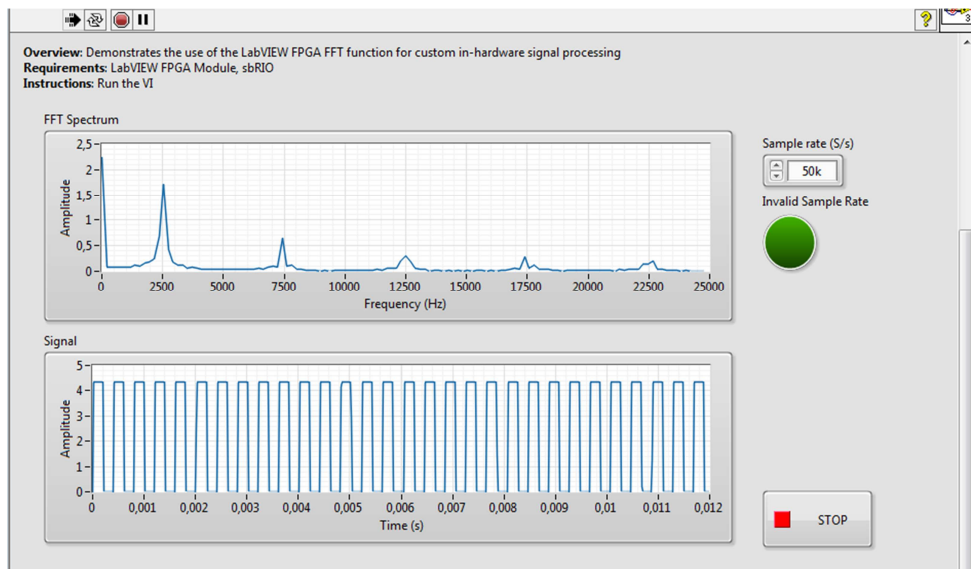 ?
3
Overview: Demonstrates the use of the LabVIEW FPGA FFT function for custom in-hardware signal processing
Requirements: LabVIEW FPGA Module, sbRIO
Instructions: Run the VI
FFT Spectrum
2,5
2
1,5
1
0,5
0
Amplitude
0 2500 5000 7500 10000 12500 15000 17500 20000 22500 25000
Frequency (Hz)
Sample rate (S/s)
50k
Invalid Sample Rate
Signal
5
4
3
2
1
0
Amplitude
0 0,001 0,002 0,003 0,004 0,005 0,006 0,007 0,008 0,009 0,01 0,011 0,012
Time (s)
STOP